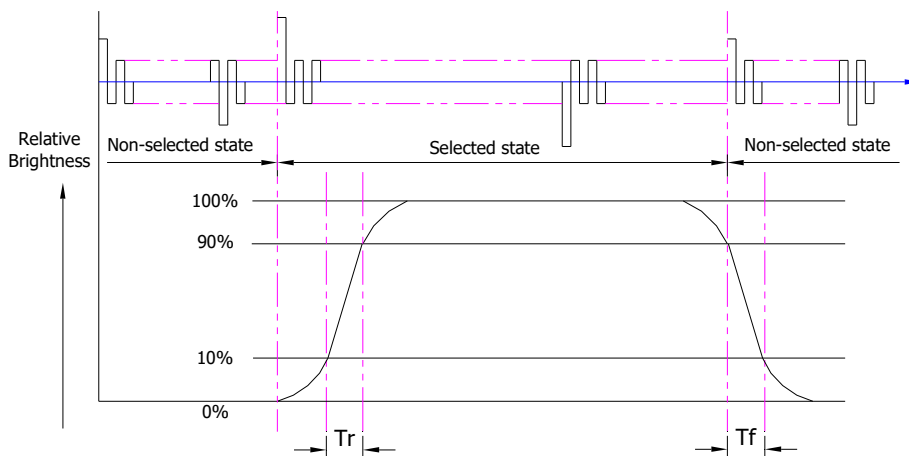 Relative
Brightness
Non-selected state
Selected state
Non-selected state
100%
90%
10%
0%
Tr
Tf